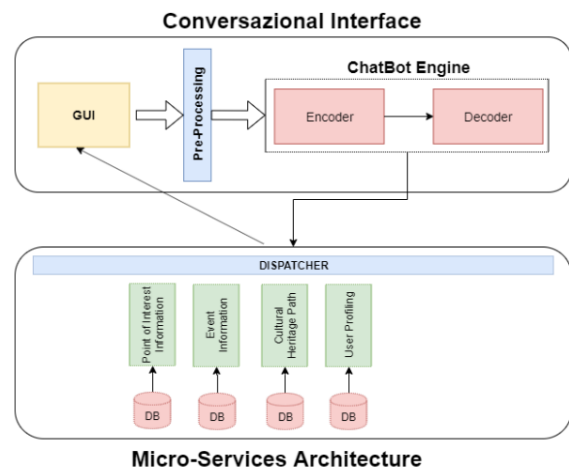 Conversazional Interface
ChatBot Engine
GUI
Pre-Processing
Encoder
Decoder
DISPATCHER
Point of Interest
Information
Event
Information
Cultural
Heritage Path
User Profiling
DB
DB
DB
DB
Micro-Services Architecture